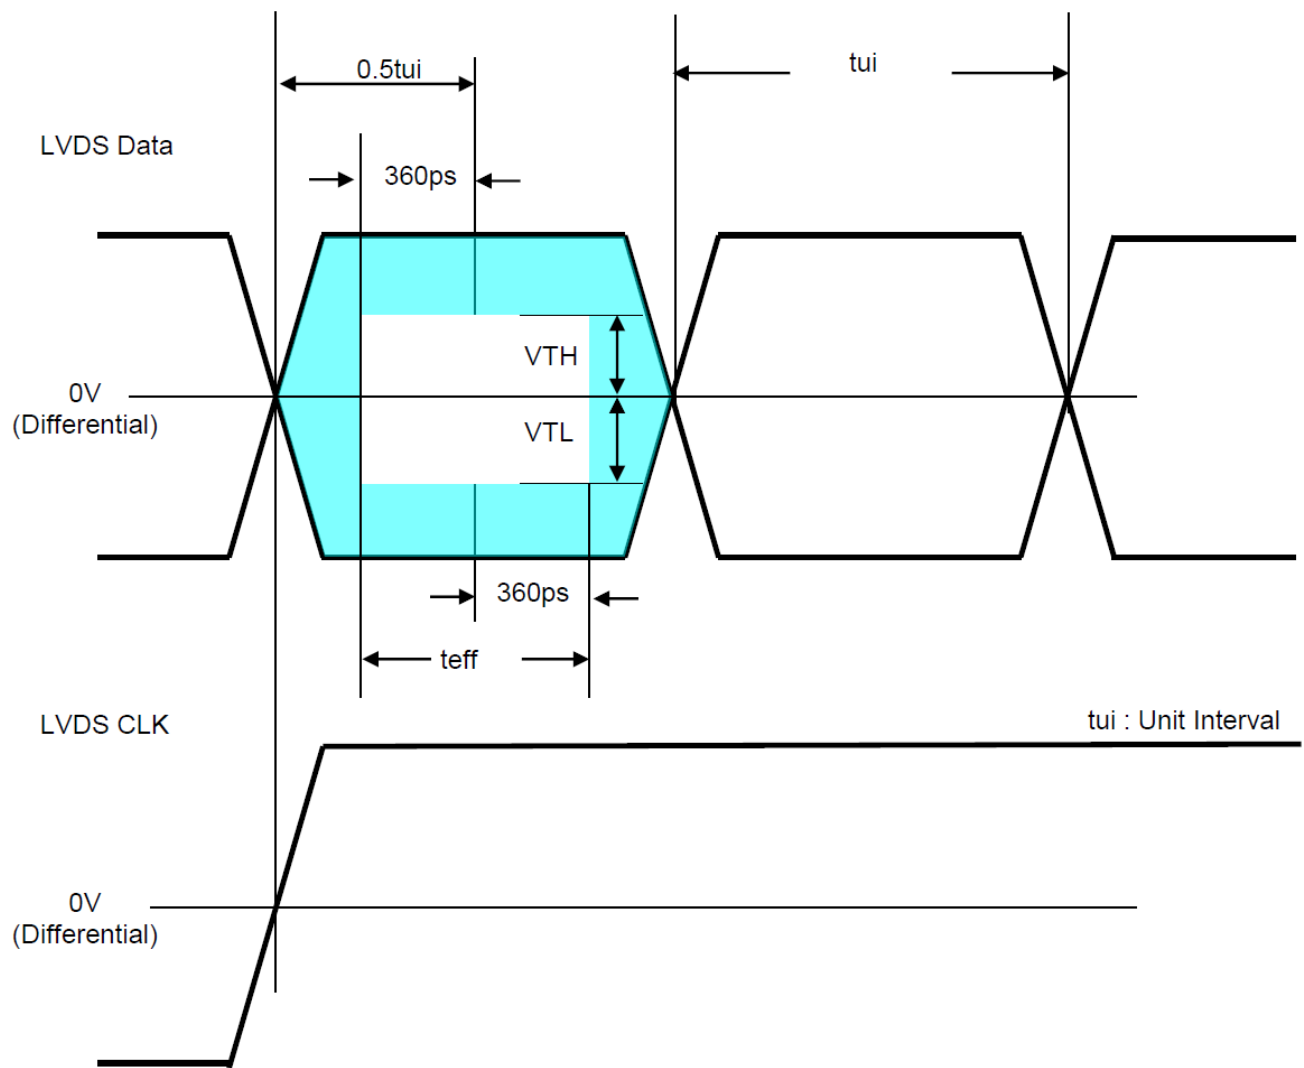 0.5tui
tui
LVDS Data
360ps
VTH
0V
(Differential)
VTL
360ps
teff
LVDS CLK
tui : Unit Interval
0V
(Differential)